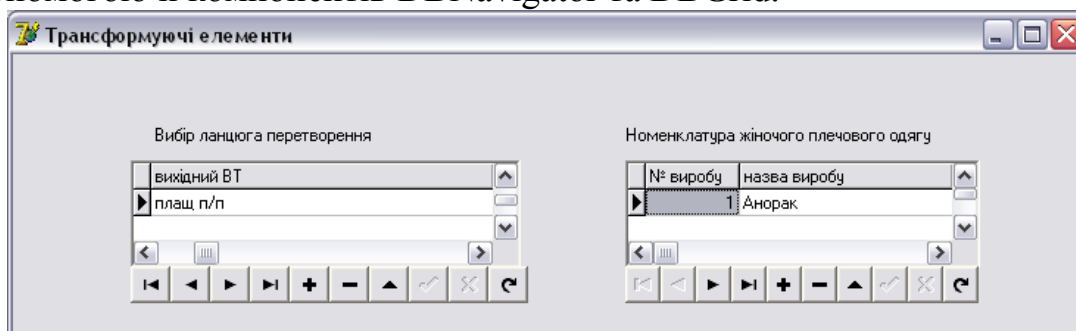 компонентів DBNavigator та DBGrid.
Трансформуючі елементи
Вибір ланцюга перетворення
Номенклатура жіночого плечового одягу
вихідний ВТ
№ виробу назва виробу
плащ п/п
1 Анорак